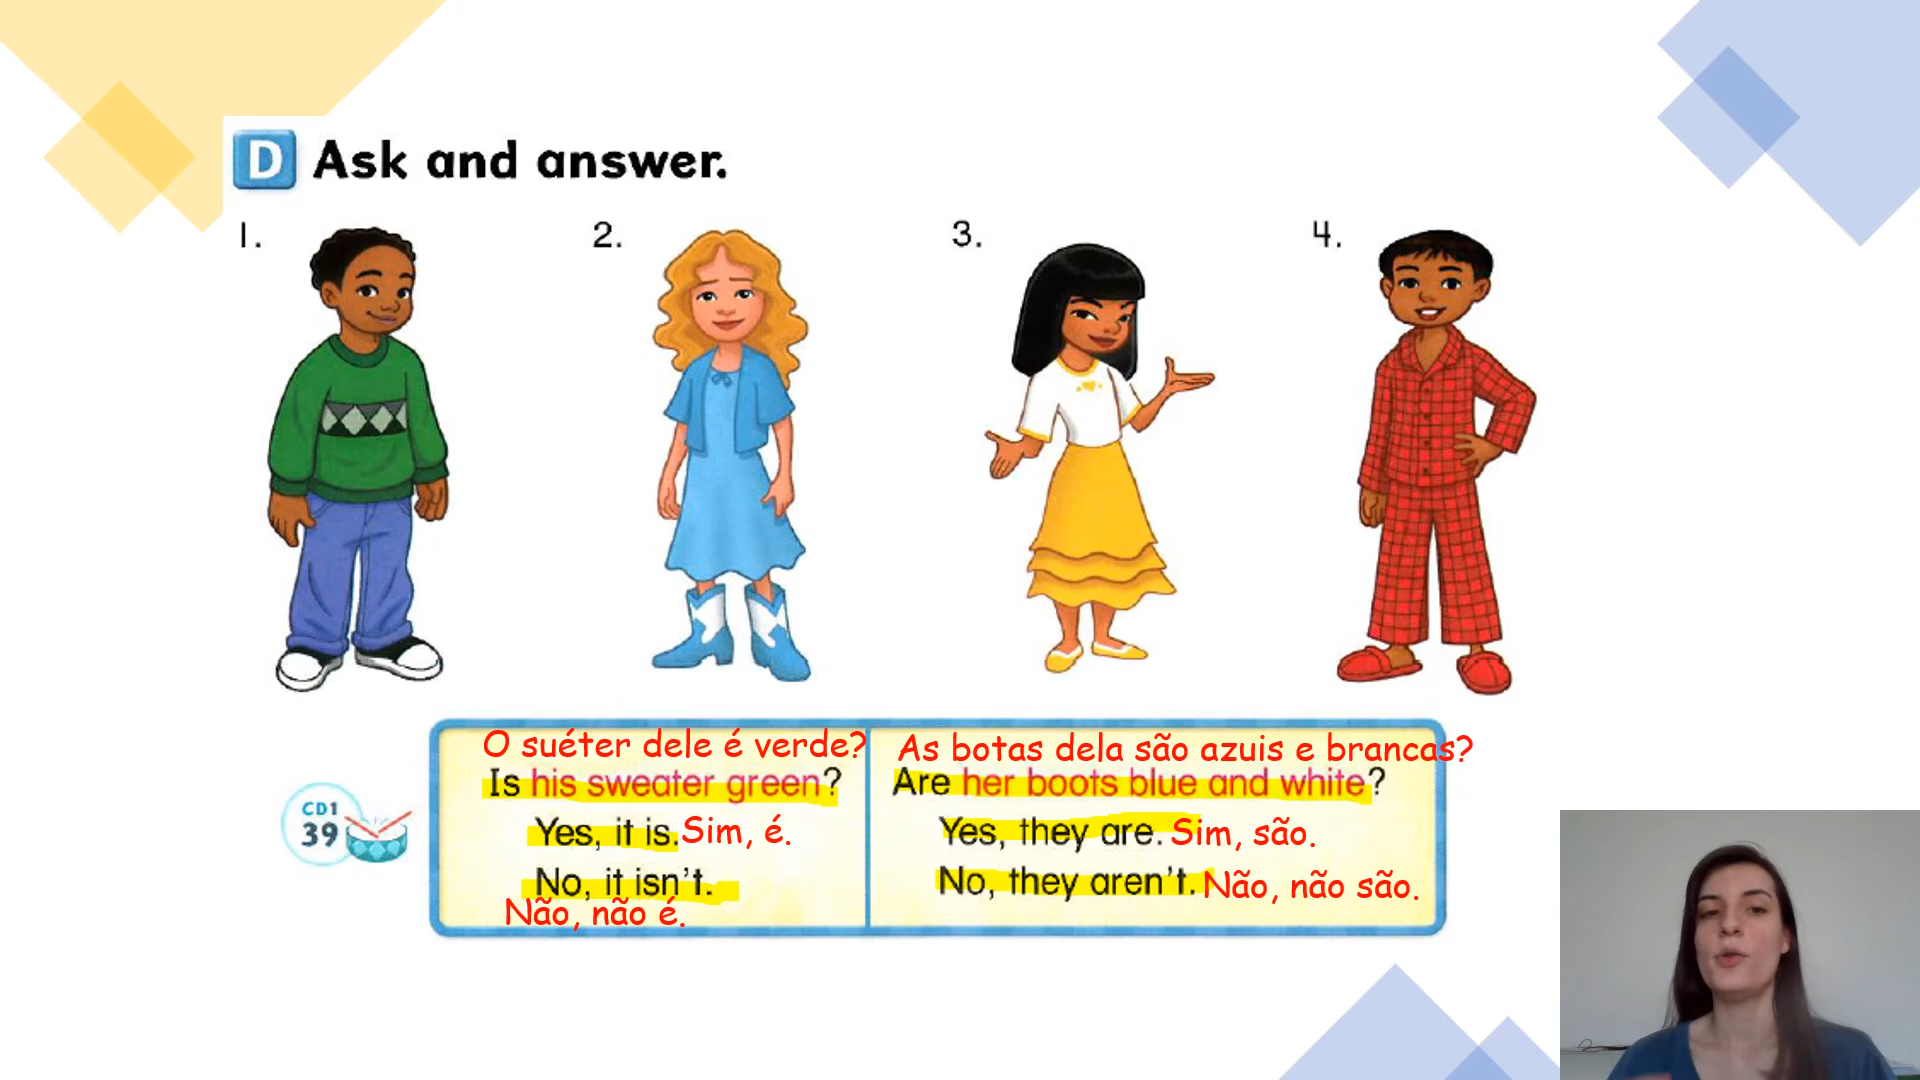 D Ask and answer.
1. 2. 3. 4.
O suéter dele é verde?
Is his sweater green?
Yes, it is. Sim, é.
No, it isn't.
Não, não é.
As botas dela são azuis e brancas?
Are her boots blue and white?
Yes, they are. Sim, são.
No, they aren't. Não, não são.
CD1
39